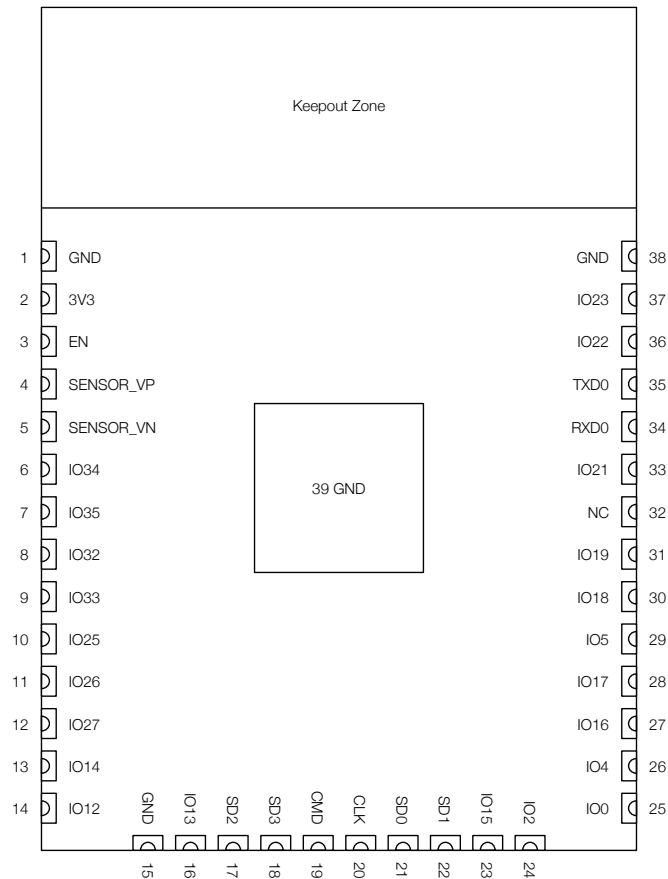 Keepout Zone
1 GND
2 3V3
3 EN
4 SENSOR_VP
5 SENSOR_VN
6 IO34
7 IO35
8 IO32
9 IO33
10 IO25
11 IO26
12 IO27
13 IO14
14 IO12
39 GND
GND 38
IO23 37
IO22 36
TXD0 35
RXD0 34
IO21 33
NC 32
IO19 31
IO18 30
IO5 29
IO17 28
IO16 27
IO4 26
IO0 25
GND 15
IO13 16
SD2 17
SD3 18
CMD 19
CLK 20
SD0 21
SD1 22
IO15 23
IO2 24